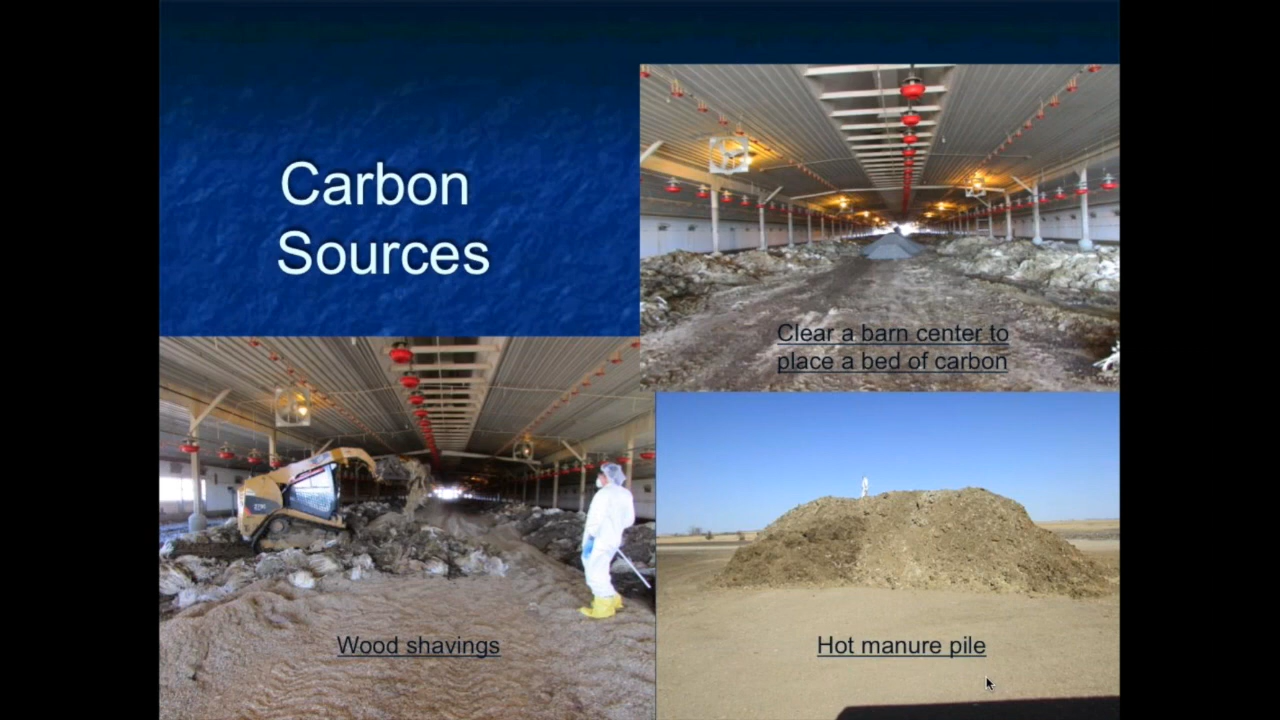 Carbon
Sources
Clear a barn center to
place a bed of carbon
Wood shavings
Hot manure pile